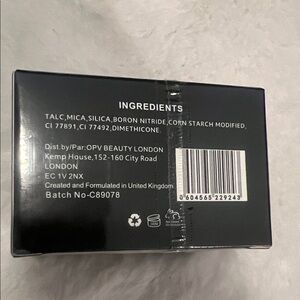 INGREDIENTS
TALC,MICA,SILICA,BORON NITRIDE,CORN STARCH MODIFIED,
CI 77891,CI 77492,DIMETHICONE.
Dist.by/Par:OPV BEAUTY LONDON
Kemp House,152-160 City Road
LONDON
EC 1V 2NX
Created and Formulated in United Kingdom
Batch No-C89078
0 604565 229243